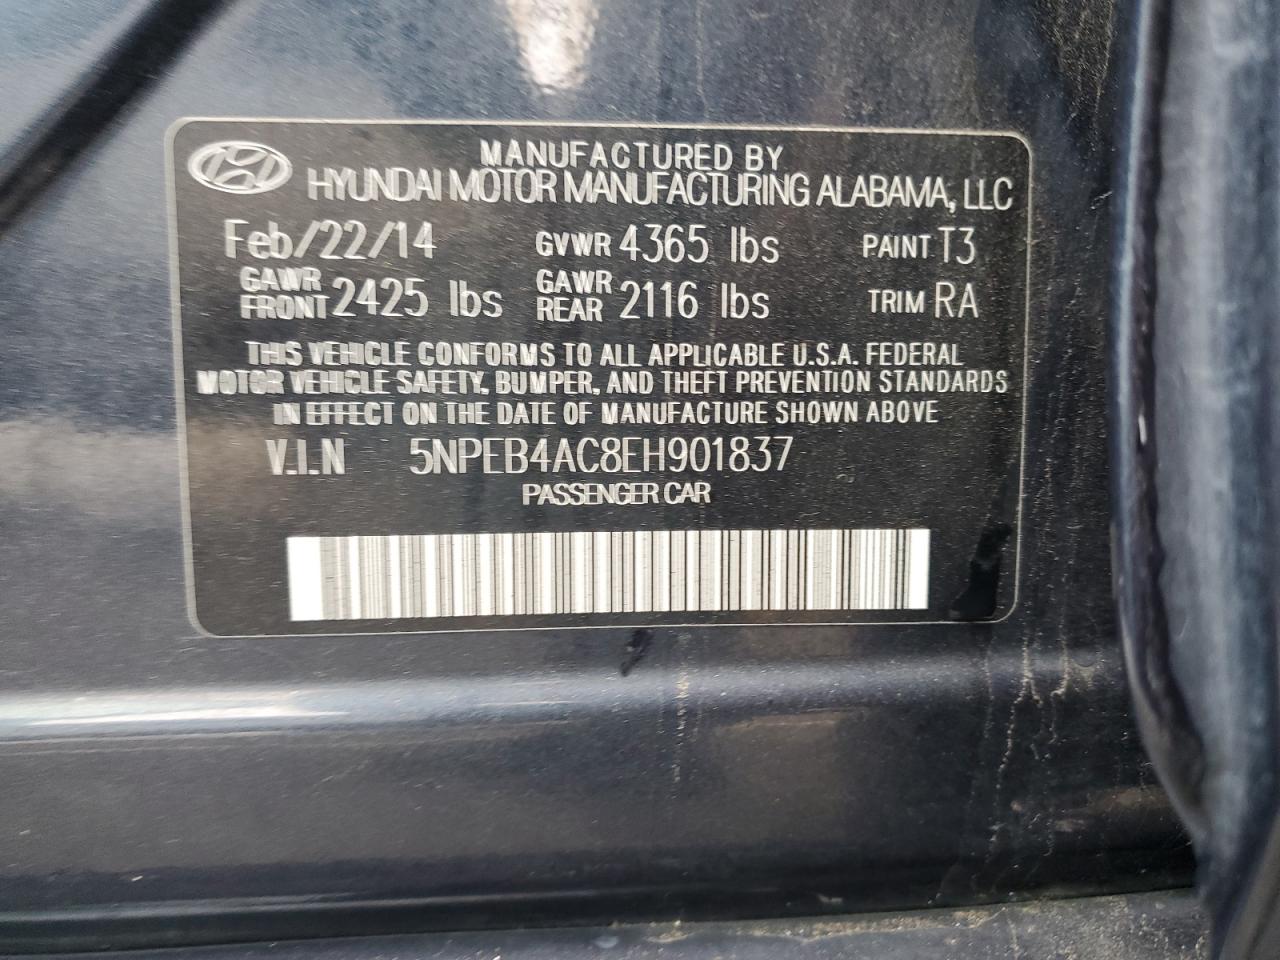 MANUFACTURED BY
HYUNDAI MOTOR MANUFACTURING ALABAMA, LLC
Feb/22/14 GVWR 4365 lbs PAINT T3
GAWR FRONT 2425 lbs GAWR REAR 2116 lbs TRIM RA
THIS VEHICLE CONFORMS TO ALL APPLICABLE U.S.A. FEDERAL
MOTOR VEHICLE SAFETY, BUMPER, AND THEFT PREVENTION STANDARDS
IN EFFECT ON THE DATE OF MANUFACTURE SHOWN ABOVE
V.I.N 5NPEB4AC8EH901837
PASSENGER CAR